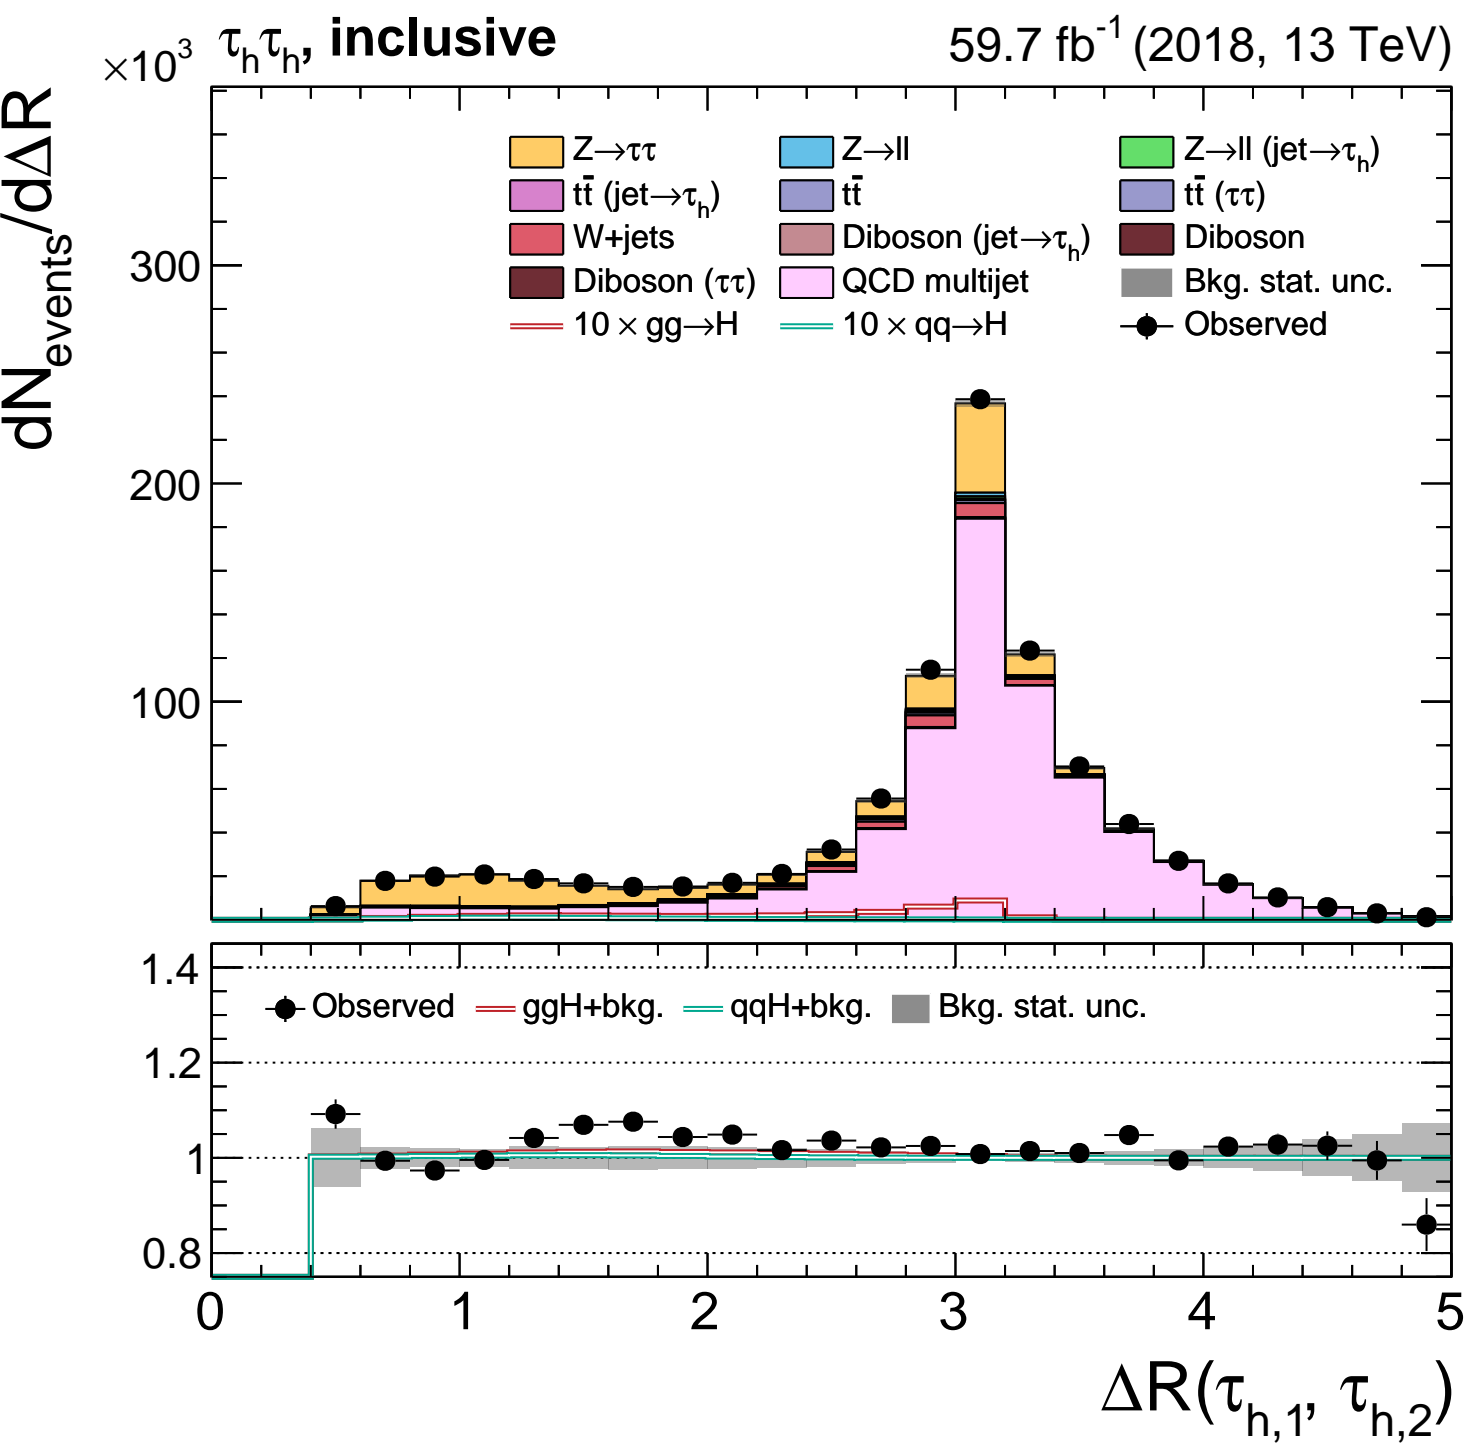 ×10³ τhτh, inclusive 59.7 fb⁻¹ (2018, 13 TeV)
dNevents/dΔR
Z→ττ Z→ll Z→ll (jet→τh)
tt̄ (jet→τh) tt̄ tt̄ (ττ)
W+jets Diboson (jet→τh) Diboson
Diboson (ττ) QCD multijet Bkg. stat. unc.
10 × gg→H 10 × qq→H Observed
300
200
100
1.4
Observed ggH+bkg. qqH+bkg. Bkg. stat. unc.
1.2
1
0.8
0 1 2 3 4 5
ΔR(τh,1, τh,2)